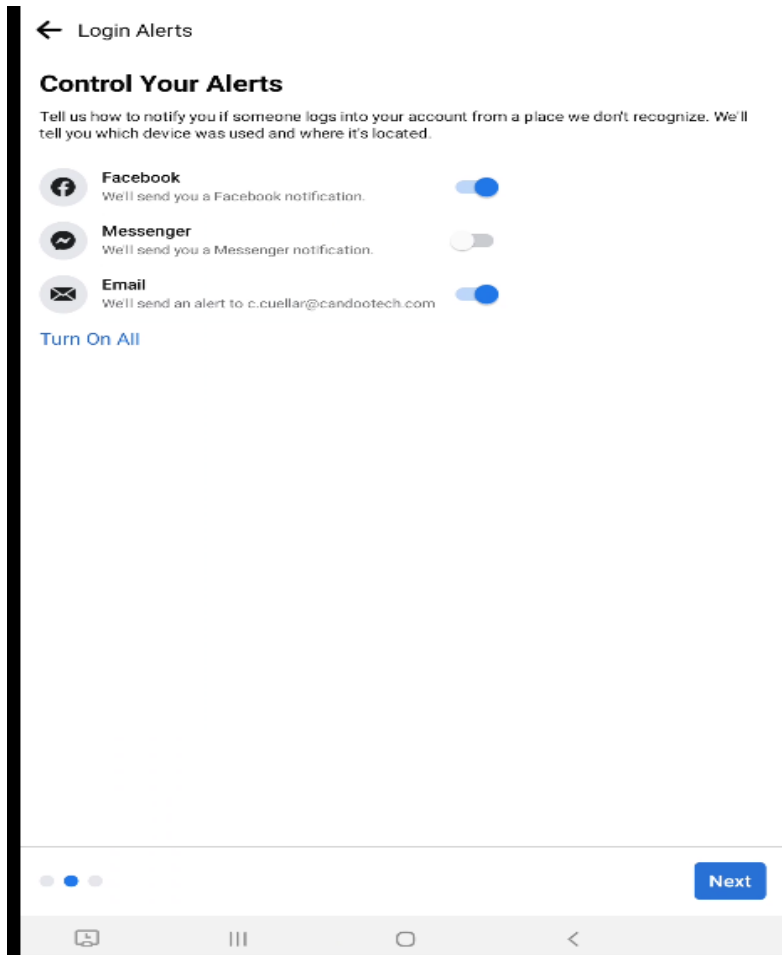 Login Alerts
Control Your Alerts
Tell us how to notify you if someone logs into your account from a place we don't recognize. We'll
tell you which device was used and where it's located.
Facebook
We'll send you a Facebook notification.
Messenger
We'll send you a Messenger notification.
Email
We'll send an alert to c.cuellar@candootech.com
Turn On All
Next